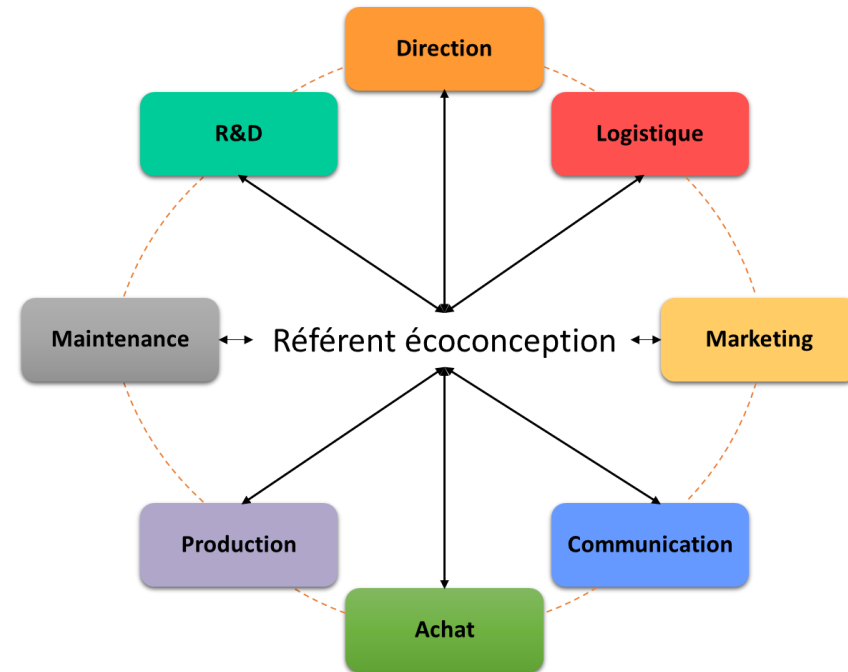 Direction
R&D
Logistique
Maintenance
Référent écoconception
Marketing
Production
Communication
Achat